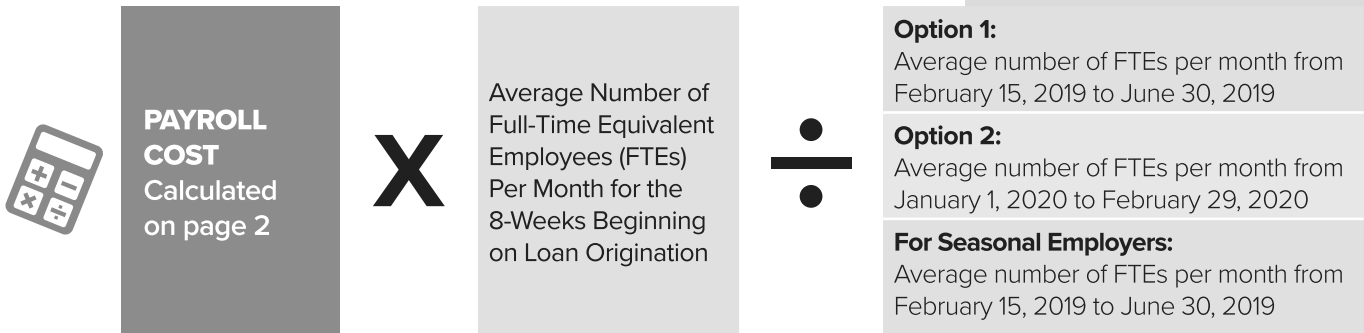 PAYROLL
COST
Calculated
on page 2
X
Average Number of
Full-Time Equivalent
Employees (FTEs)
Per Month for the
8-Weeks Beginning
on Loan Origination
÷
Option 1:
Average number of FTEs per month from
February 15, 2019 to June 30, 2019
Option 2:
Average number of FTEs per month from
January 1, 2020 to February 29, 2020
For Seasonal Employers:
Average number of FTEs per month from
February 15, 2019 to June 30, 2019